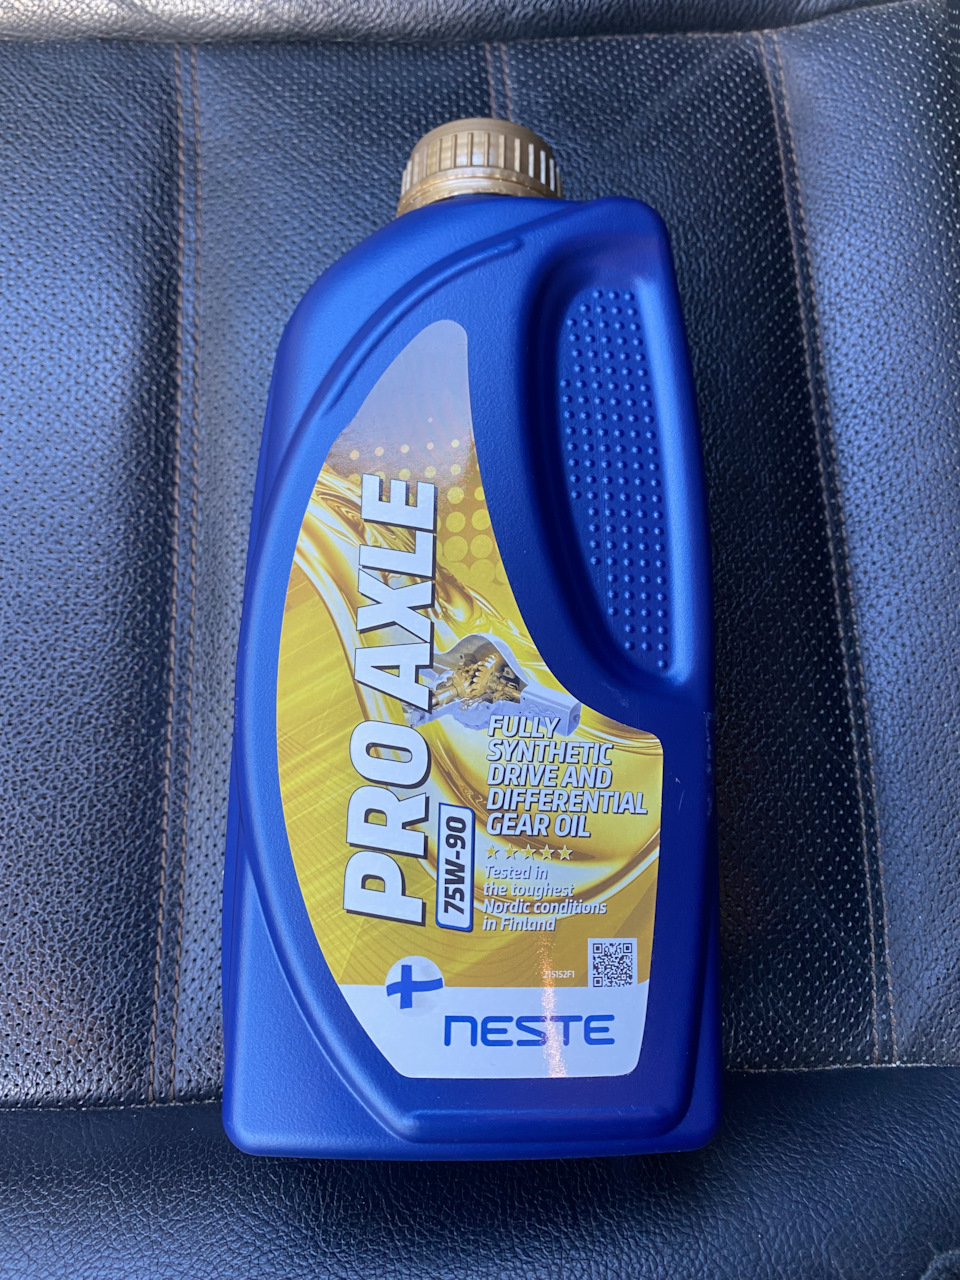 PRO AXLE
75W-90
FULLY
SYNTHETIC
DRIVE AND
DIFFERENTIAL
GEAR OIL
Tested in
the toughest
Nordic conditions
in Finland
215152F1
NESTE